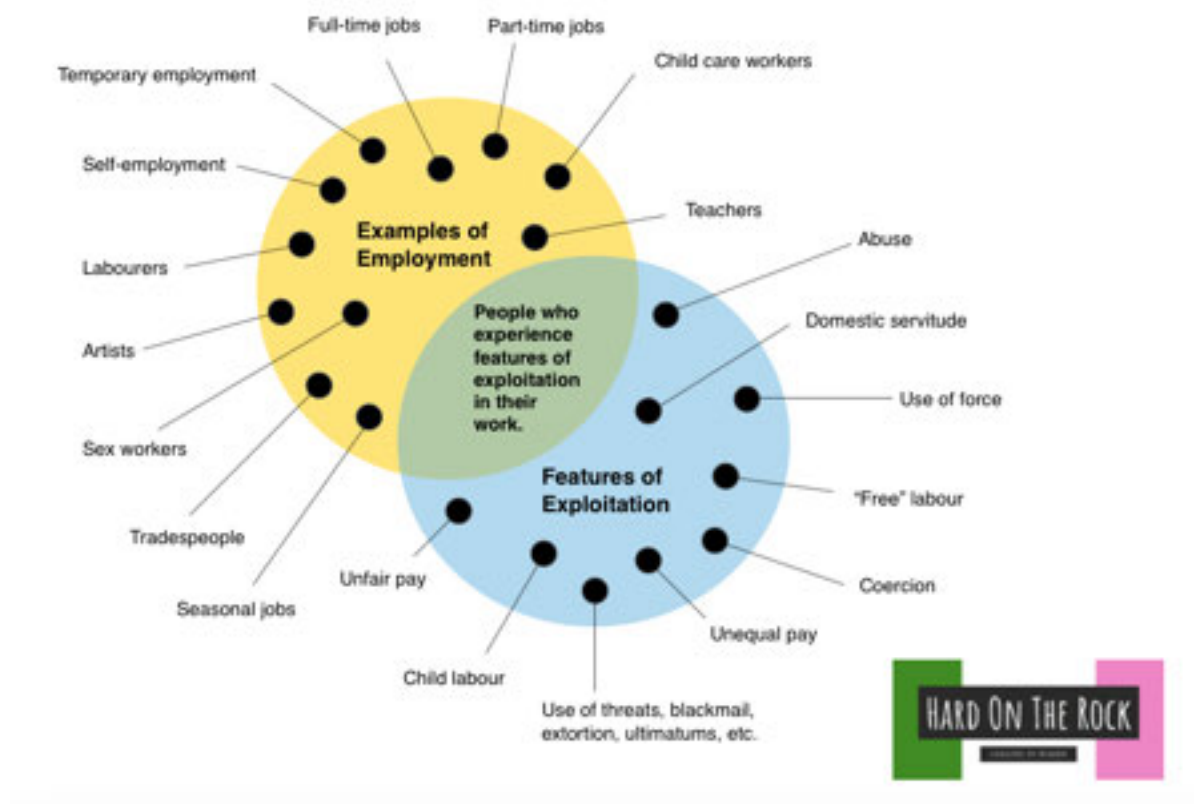 Full-time jobs
Part-time jobs
Child care workers
Temporary employment
Self-employment
Teachers
Examples of
Employment
Abuse
Labourers
People who
experience
features of
exploitation
in their
work.
Domestic servitude
Artists
Use of force
Sex workers
Features of
Exploitation
"Free" labour
Tradespeople
Unfair pay
Coercion
Seasonal jobs
Unequal pay
Child labour
Use of threats, blackmail,
extortion, ultimatums, etc.
HARD ON THE ROCK